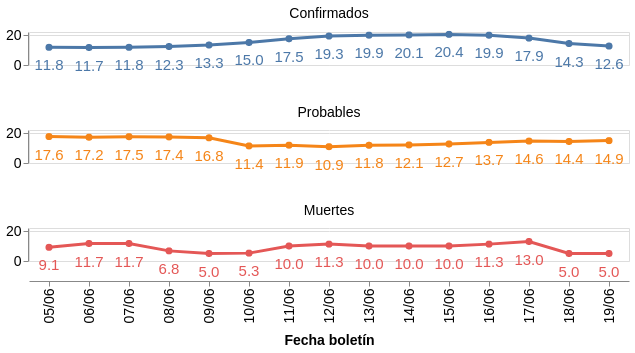 Confirmados
20
0
11.8 11.7 11.8 12.3 13.3 15.0 17.5 19.3 19.9 20.1 20.4 19.9 17.9 14.3 12.6
Probables
20
0
17.6 17.2 17.5 17.4 16.8 11.4 11.9 10.9 11.8 12.1 12.7 13.7 14.6 14.4 14.9
Muertes
20
0
9.1 11.7 11.7 6.8 5.0 5.3 10.0 11.3 10.0 10.0 10.0 11.3 13.0 5.0 5.0
05/06 06/06 07/06 08/06 09/06 10/06 11/06 12/06 13/06 14/06 15/06 16/06 17/06 18/06 19/06
Fecha boletín